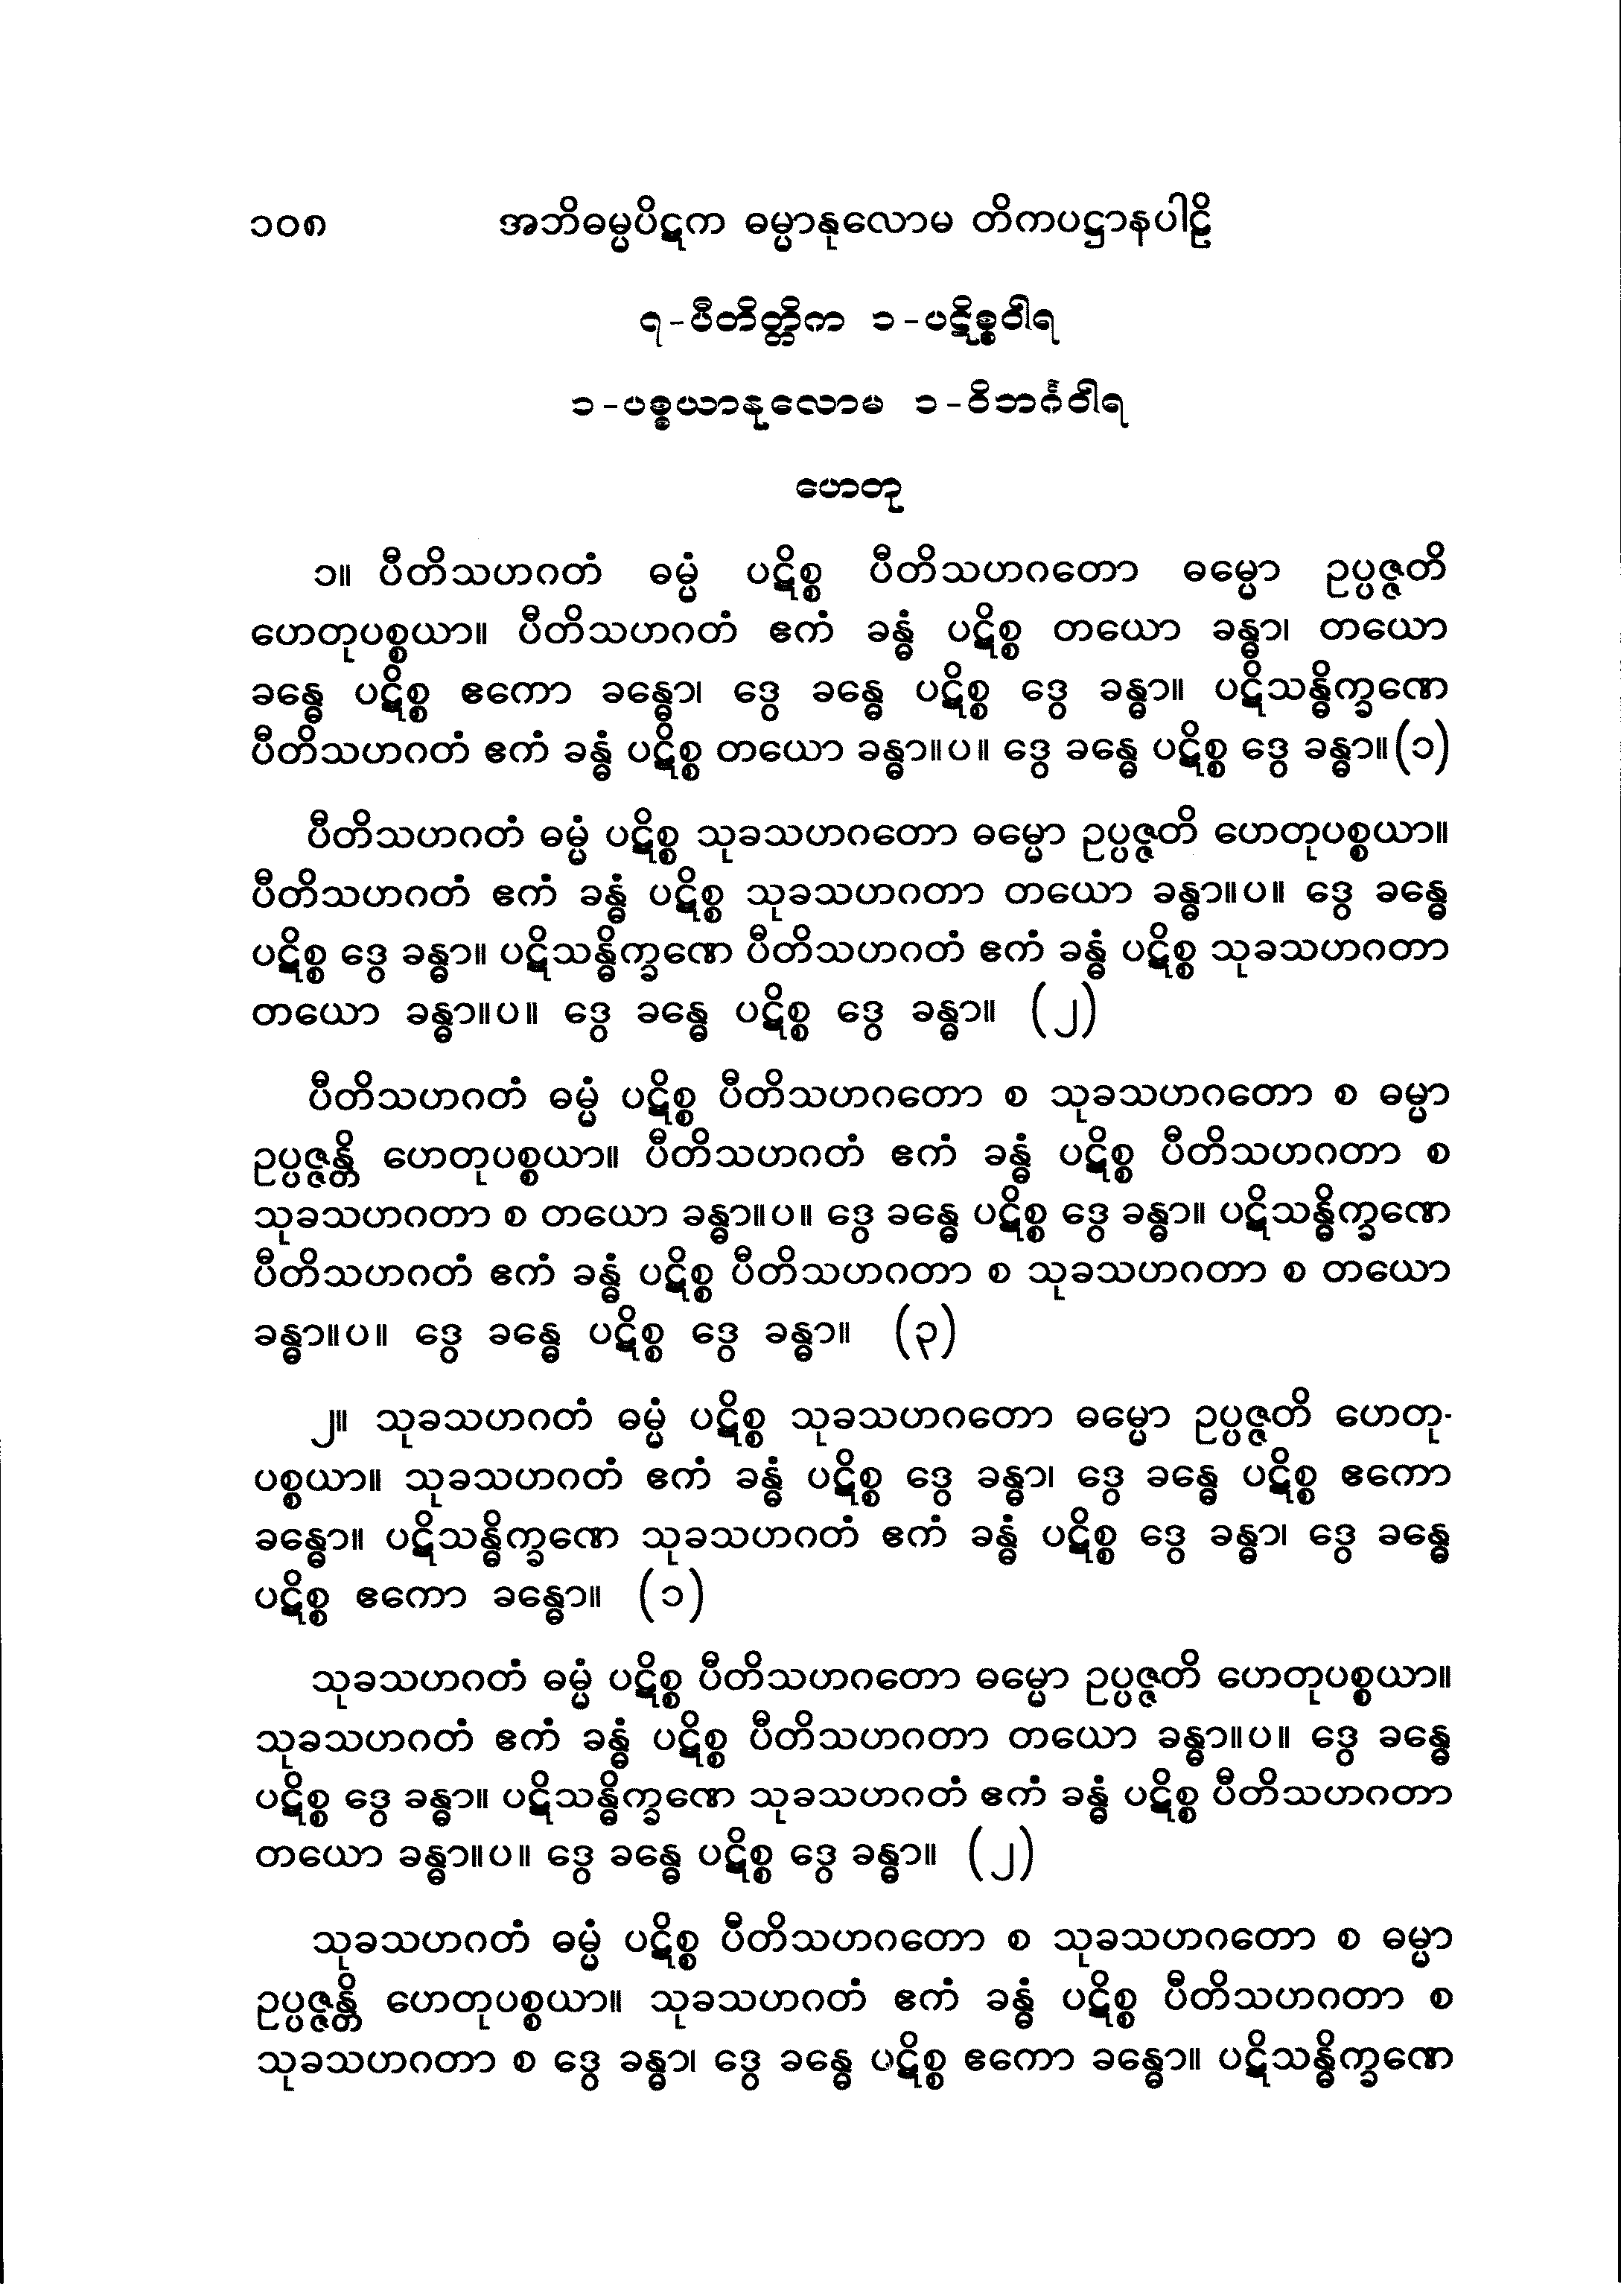 ၁၀၈ အဘိဓမ္မပိဋက ဓမ္မာနုလောမ တိကပဋ္ဌာနပါဠိ
၇-ပီတိတ္တိက ၁-ပဋိစ္စဝါရ
၁-ပစ္စယာနုလောမ ၁-ဝိဘင်္ဂဝါရ
ဟေတု
၁။ ပီတိသဟဂတံ ဓမ္မံ ပဋိစ္စ ပီတိသဟဂတော ဓမ္မော ဥပ္ပဇ္ဇတိ
ဟေတုပစ္စယာ။ ပီတိသဟဂတံ ဧကံ ခန္ဓံ ပဋိစ္စ တယော ခန္ဓာ၊ တယော
ခန္ဓေ ပဋိစ္စ ဧကော ခန္ဓော၊ ဒွေ ခန္ဓေ ပဋိစ္စ ဒွေ ခန္ဓာ။ ပဋိသန္ဓိက္ခဏေ
ပီတိသဟဂတံ ဧကံ ခန္ဓံ ပဋိစ္စ တယော ခန္ဓာ။ပ။ ဒွေ ခန္ဓေ ပဋိစ္စ ဒွေ ခန္ဓာ။(၁)
ပီတိသဟဂတံ ဓမ္မံ ပဋိစ္စ သုခသဟဂတော ဓမ္မော ဥပ္ပဇ္ဇတိ ဟေတုပစ္စယာ။
ပီတိသဟဂတံ ဧကံ ခန္ဓံ ပဋိစ္စ သုခသဟဂတာ တယော ခန္ဓာ။ပ။ ဒွေ ခန္ဓေ
ပဋိစ္စ ဒွေ ခန္ဓာ။ ပဋိသန္ဓိက္ခဏေ ပီတိသဟဂတံ ဧကံ ခန္ဓံ ပဋိစ္စ သုခသဟဂတာ
တယော ခန္ဓာ။ပ။ ဒွေ ခန္ဓေ ပဋိစ္စ ဒွေ ခန္ဓာ။ (၂)
ပီတိသဟဂတံ ဓမ္မံ ပဋိစ္စ ပီတိသဟဂတော စ သုခသဟဂတော စ ဓမ္မာ
ဥပ္ပဇ္ဇန္တိ ဟေတုပစ္စယာ။ ပီတိသဟဂတံ ဧကံ ခန္ဓံ ပဋိစ္စ ပီတိသဟဂတာ စ
သုခသဟဂတာ စ တယော ခန္ဓာ။ပ။ ဒွေ ခန္ဓေ ပဋိစ္စ ဒွေ ခန္ဓာ။ ပဋိသန္ဓိက္ခဏေ
ပီတိသဟဂတံ ဧကံ ခန္ဓံ ပဋိစ္စ ပီတိသဟဂတာ စ သုခသဟဂတာ စ တယော
ခန္ဓာ။ပ။ ဒွေ ခန္ဓေ ပဋိစ္စ ဒွေ ခန္ဓာ။ (၃)
၂။ သုခသဟဂတံ ဓမ္မံ ပဋိစ္စ သုခသဟဂတော ဓမ္မော ဥပ္ပဇ္ဇတိ ဟေတု-
ပစ္စယာ။ သုခသဟဂတံ ဧကံ ခန္ဓံ ပဋိစ္စ ဒွေ ခန္ဓာ၊ ဒွေ ခန္ဓေ ပဋိစ္စ ဧကော
ခန္ဓော။ ပဋိသန္ဓိက္ခဏေ သုခသဟဂတံ ဧကံ ခန္ဓံ ပဋိစ္စ ဒွေ ခန္ဓာ၊ ဒွေ ခန္ဓေ
ပဋိစ္စ ဧကော ခန္ဓော။ (၁)
သုခသဟဂတံ ဓမ္မံ ပဋိစ္စ ပီတိသဟဂတော ဓမ္မော ဥပ္ပဇ္ဇတိ ဟေတုပစ္စယာ။
သုခသဟဂတံ ဧကံ ခန္ဓံ ပဋိစ္စ ပီတိသဟဂတာ တယော ခန္ဓာ။ပ။ ဒွေ ခန္ဓေ
ပဋိစ္စ ဒွေ ခန္ဓာ။ ပဋိသန္ဓိက္ခဏေ သုခသဟဂတံ ဧကံ ခန္ဓံ ပဋိစ္စ ပီတိသဟဂတာ
တယော ခန္ဓာ။ပ။ ဒွေ ခန္ဓေ ပဋိစ္စ ဒွေ ခန္ဓာ။ (၂)
သုခသဟဂတံ ဓမ္မံ ပဋိစ္စ ပီတိသဟဂတော စ သုခသဟဂတော စ ဓမ္မာ
ဥပ္ပဇ္ဇန္တိ ဟေတုပစ္စယာ။ သုခသဟဂတံ ဧကံ ခန္ဓံ ပဋိစ္စ ပီတိသဟဂတာ စ
သုခသဟဂတာ စ ဒွေ ခန္ဓာ၊ ဒွေ ခန္ဓေ ပဋိစ္စ ဧကော ခန္ဓော။ ပဋိသန္ဓိက္ခဏေ